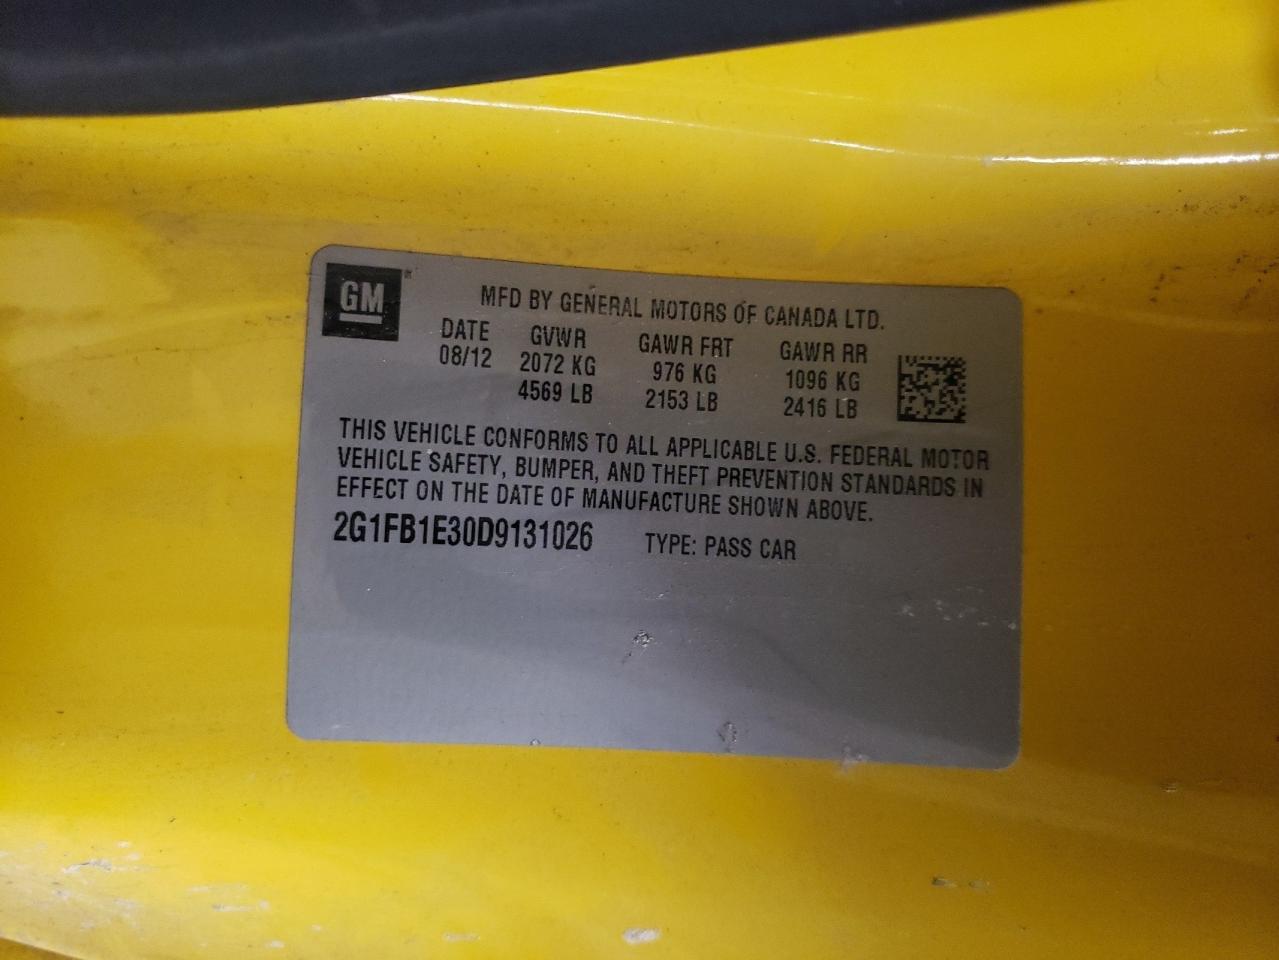 GM
MFD BY GENERAL MOTORS OF CANADA LTD.
DATE GVWR GAWR FRT GAWR RR
08/12 2072 KG 976 KG 1096 KG
4569 LB 2153 LB 2416 LB
THIS VEHICLE CONFORMS TO ALL APPLICABLE U.S. FEDERAL MOTOR
VEHICLE SAFETY, BUMPER, AND THEFT PREVENTION STANDARDS IN
EFFECT ON THE DATE OF MANUFACTURE SHOWN ABOVE.
2G1FB1E30D9131026 TYPE: PASS CAR